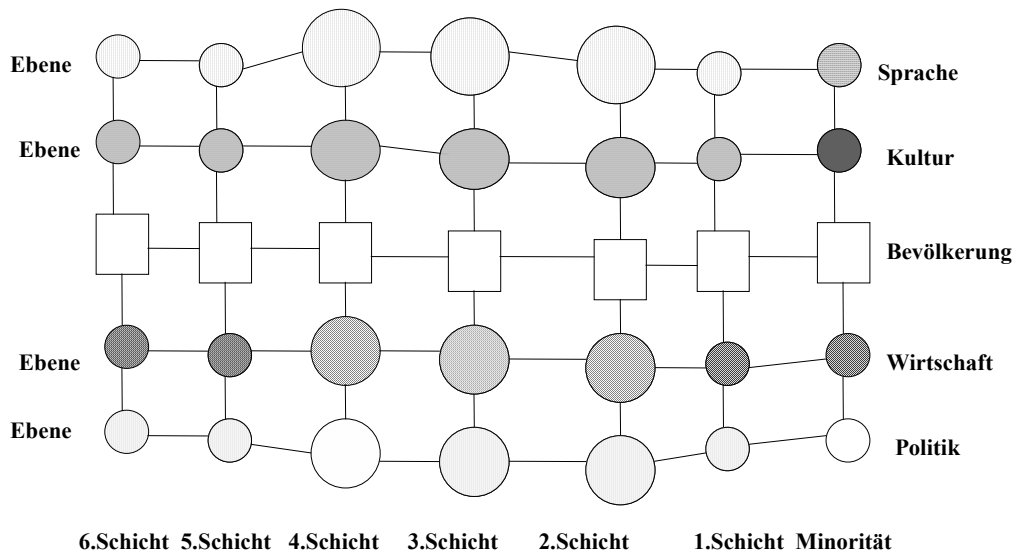 Ebene Sprache
Ebene Kultur
Bevölkerung
Ebene Wirtschaft
Ebene Politik
6.Schicht 5.Schicht 4.Schicht 3.Schicht 2.Schicht 1.Schicht Minorität